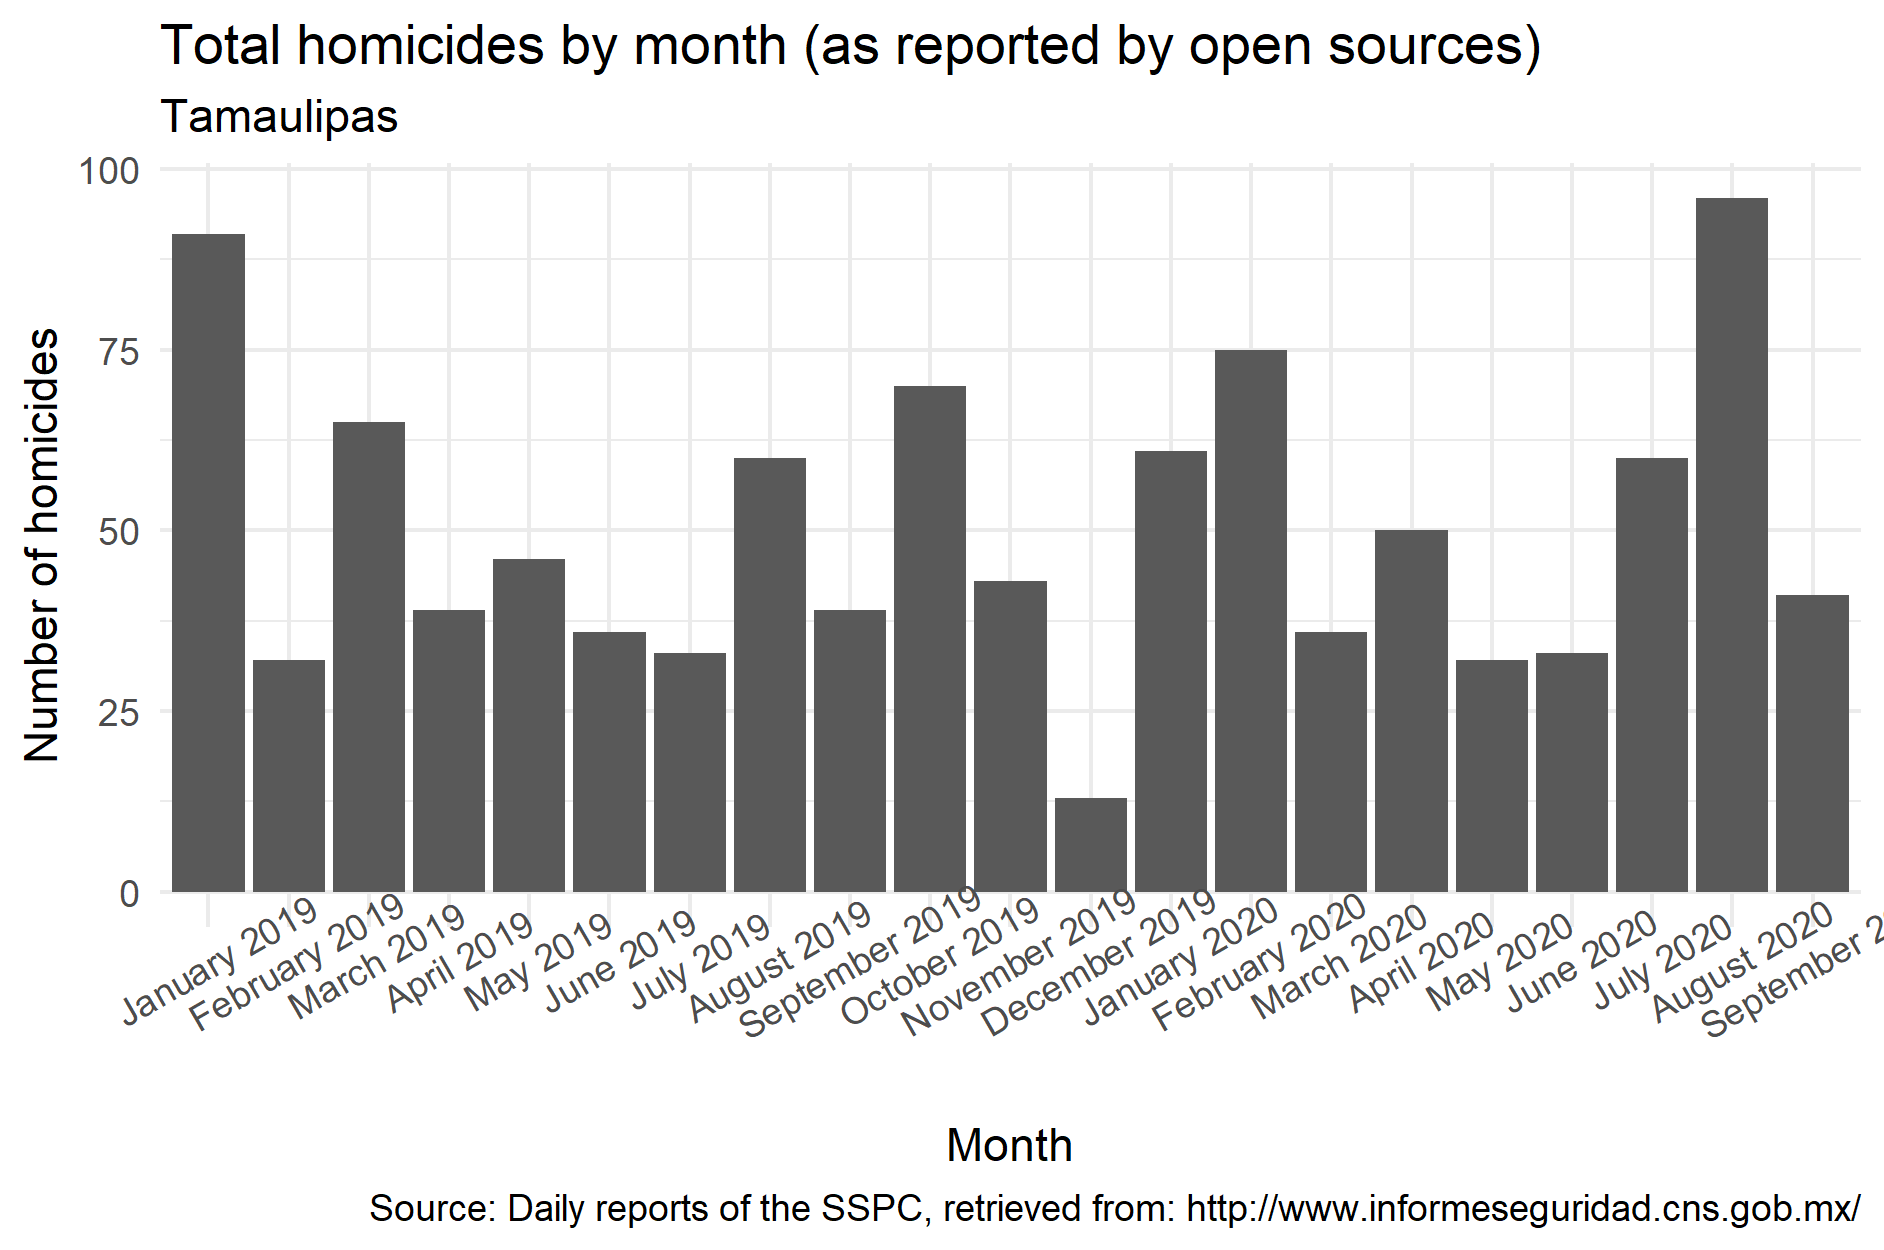 Total homicides by month (as reported by open sources)
Tamaulipas
100
75
50
25
0
Number of homicides
January 2019
February 2019
March 2019
April 2019
May 2019
June 2019
July 2019
August 2019
September 2019
October 2019
November 2019
December 2019
January 2020
February 2020
March 2020
April 2020
May 2020
June 2020
July 2020
August 2020
September 2
Month
Source: Daily reports of the SSPC, retrieved from: http://www.informeseguridad.cns.gob.mx/